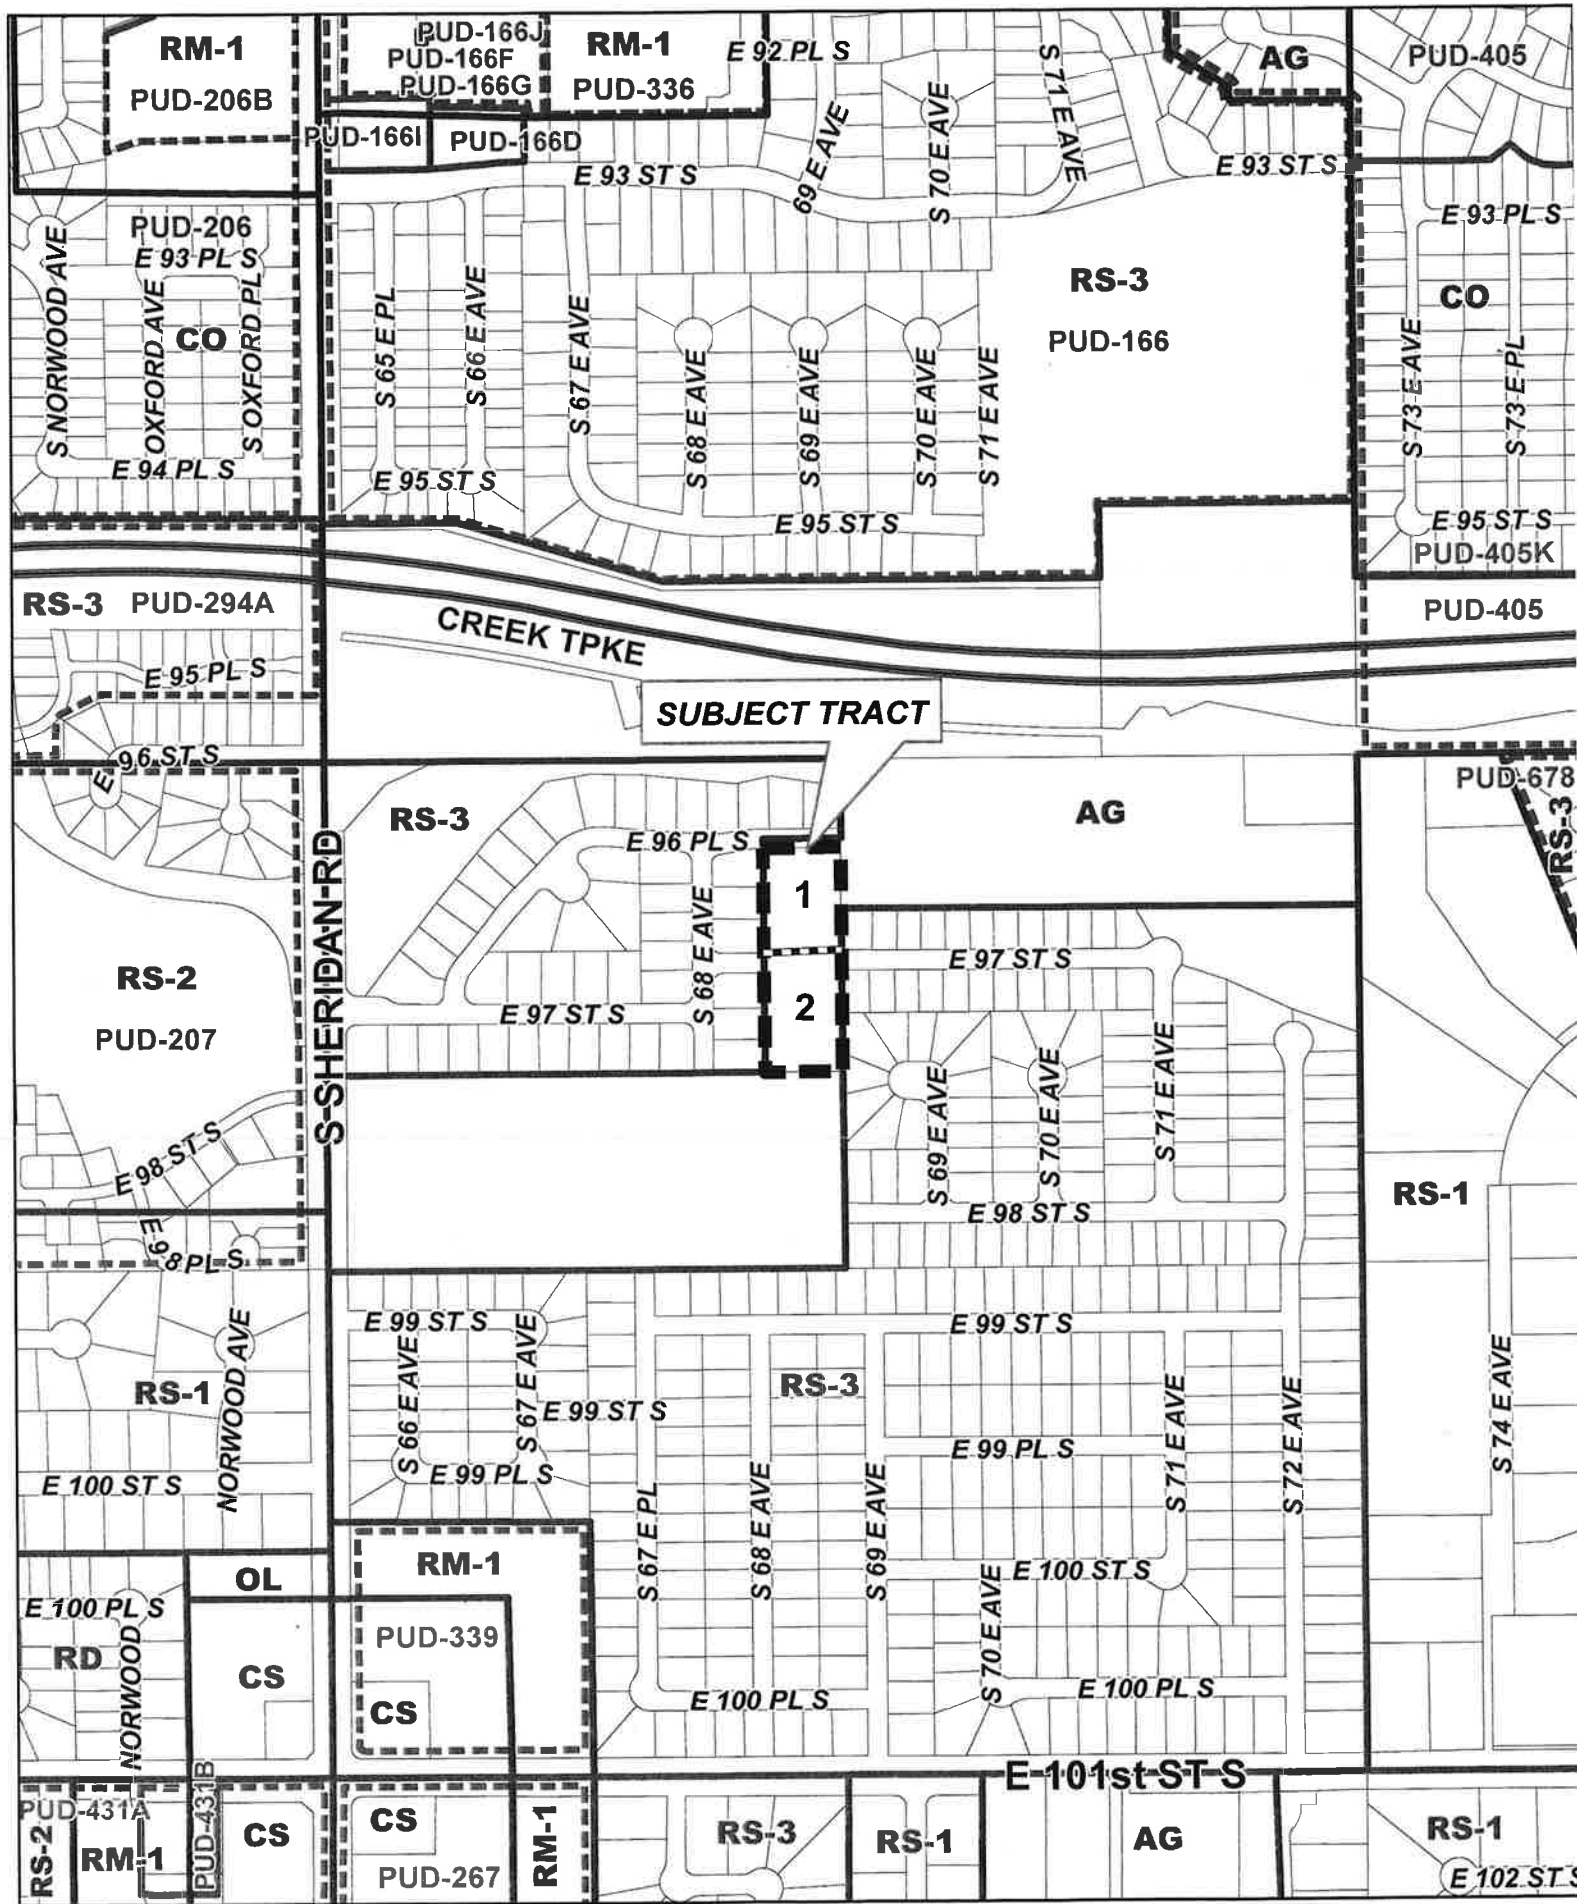 RM-1
PUD-206B
PUD-166J
PUD-166F
PUD-166G
RM-1
PUD-336
E 92 PL S
S 71 E AVE
AG
PUD-405
PUD-166I
PUD-166D
69 E AVE
S 70 E AVE
E 93 ST S
E 93 ST S
PUD-206
E 93 PL S
E 93 PL S
S NORWOOD AVE
OXFORD AVE
CO
S OXFORD PL
S 65 E PL
S 66 E AVE
S 67 E AVE
S 68 E AVE
S 69 E AVE
S 70 E AVE
S 71 E AVE
RS-3
PUD-166
CO
S 73 E AVE
S 73 E PL
E 94 PL S
E 95 ST S
E 95 ST S
E 95 ST S
PUD-405K
RS-3
PUD-294A
CREEK TPKE
PUD-405
E 95 PL S
SUBJECT TRACT
E 96 ST S
PUD-678
RS-3
RS-3
AG
E 96 PL S
S SHERIDAN RD
1
S 68 E AVE
E 97 ST S
RS-2
PUD-207
2
E 97 ST S
S 69 E AVE
S 70 E AVE
S 71 E AVE
E 98 ST S
RS-1
E 98 ST S
E 98 PL S
E 99 ST S
E 99 ST S
NORWOOD AVE
RS-1
S 66 E AVE
S 67 E AVE
RS-3
E 99 ST S
E 99 PL S
S 71 E AVE
S 72 E AVE
S 74 E AVE
E 99 PL S
E 100 ST S
S 67 E PL
S 68 E AVE
S 69 E AVE
RM-1
OL
E 100 ST S
E 100 PL S
NORWOOD
RD
PUD-339
CS
CS
S 70 E AVE
E 100 PL S
E 100 PL S
E 101st ST S
PUD-431A
PUD-431B
RS-2
RM-1
CS
CS
PUD-267
RM-1
RS-3
RS-1
AG
RS-1
E 102 ST S